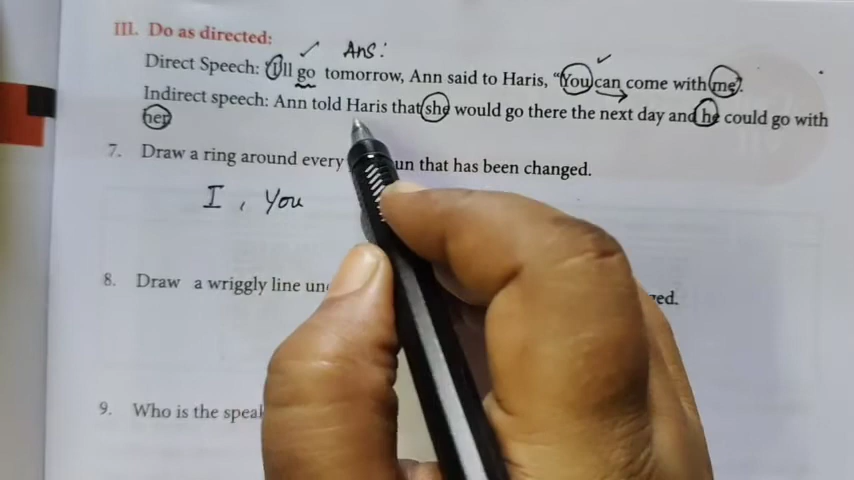 III. Do as directed:
Ans:
Direct Speech: "I'll go tomorrow, Ann said to Haris, "You can come with me".
Indirect speech: Ann told Haris that she would go there the next day and he could go with
her
7. Draw a ring around every un that has been changed.
I, You
8. Draw a wriggly line un
9. Who is the